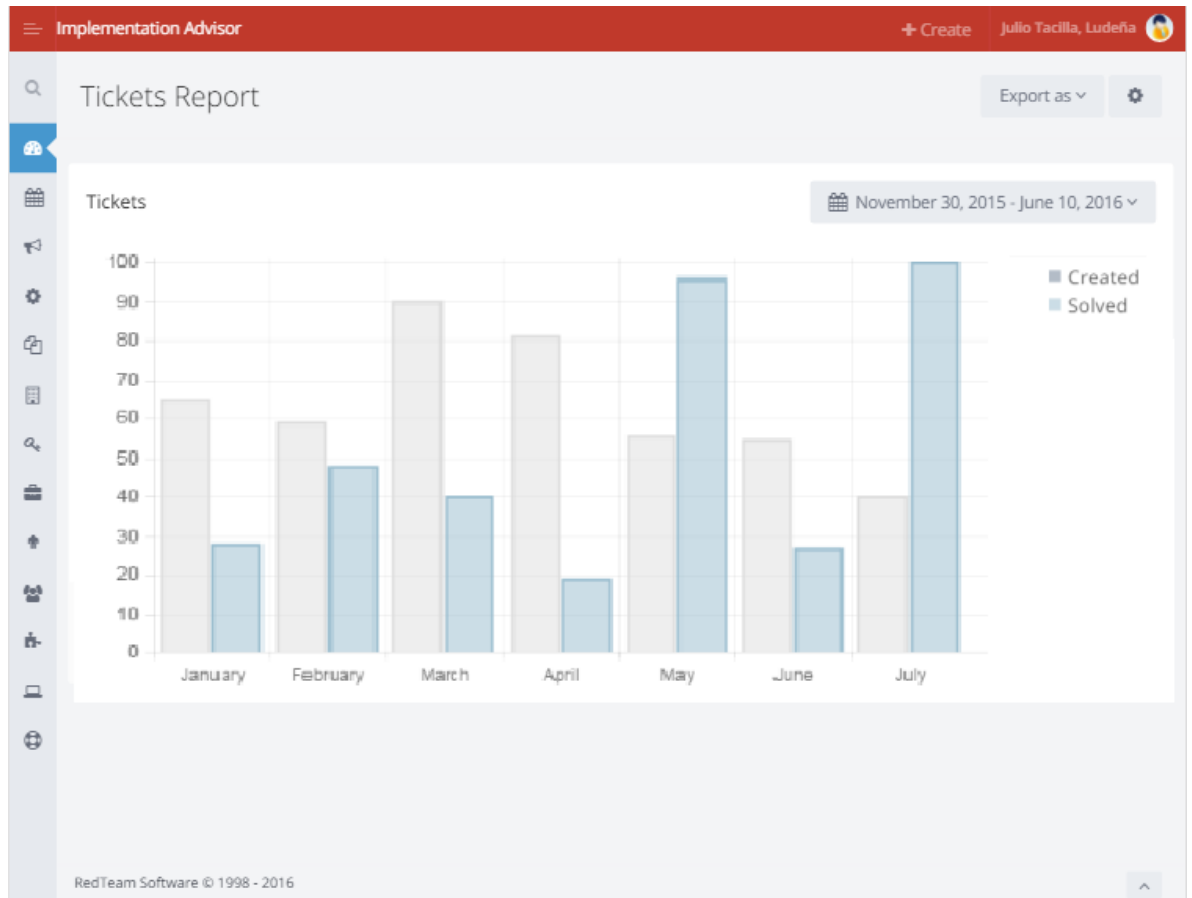 Implementation Advisor
Create
Julio Tacilla, Ludeña
Tickets Report
Export as
Tickets
November 30, 2015 - June 10, 2016
100
90
80
70
60
50
40
30
20
10
0
Created
Solved
January February March April May June July
RedTeam Software © 1998 - 2016